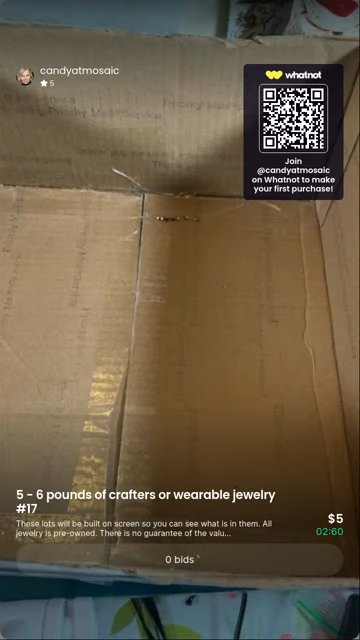 candyatmosaic
5
whatnot
Join
@candyatmosaic
on Whatnot to make
your first purchase!
5 - 6 pounds of crafters or wearable jewelry
#17
$5
These lots will be built on screen so you can see what is in them. All
jewelry is pre-owned. There is no guarantee of the valu...
02:60
0 bids